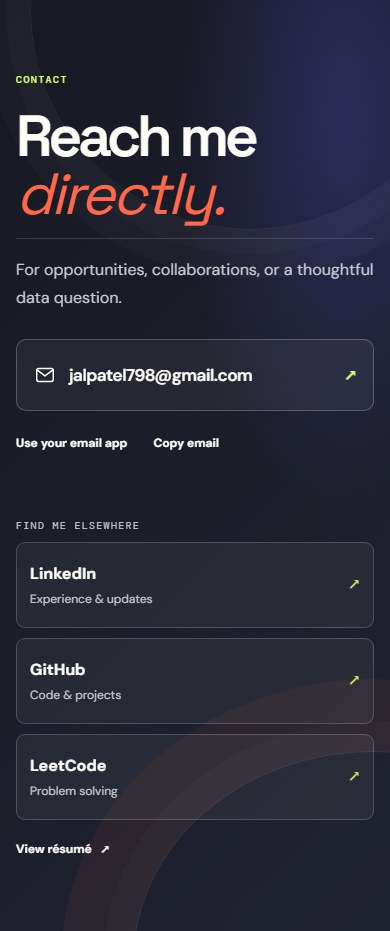 CONTACT
Reach me
directly.
For opportunities, collaborations, or a thoughtful
data question.
jalpatel798@gmail.com ↗
Use your email app Copy email
FIND ME ELSEWHERE
LinkedIn
Experience & updates ↗
GitHub
Code & projects ↗
LeetCode
Problem solving ↗
View résumé ↗